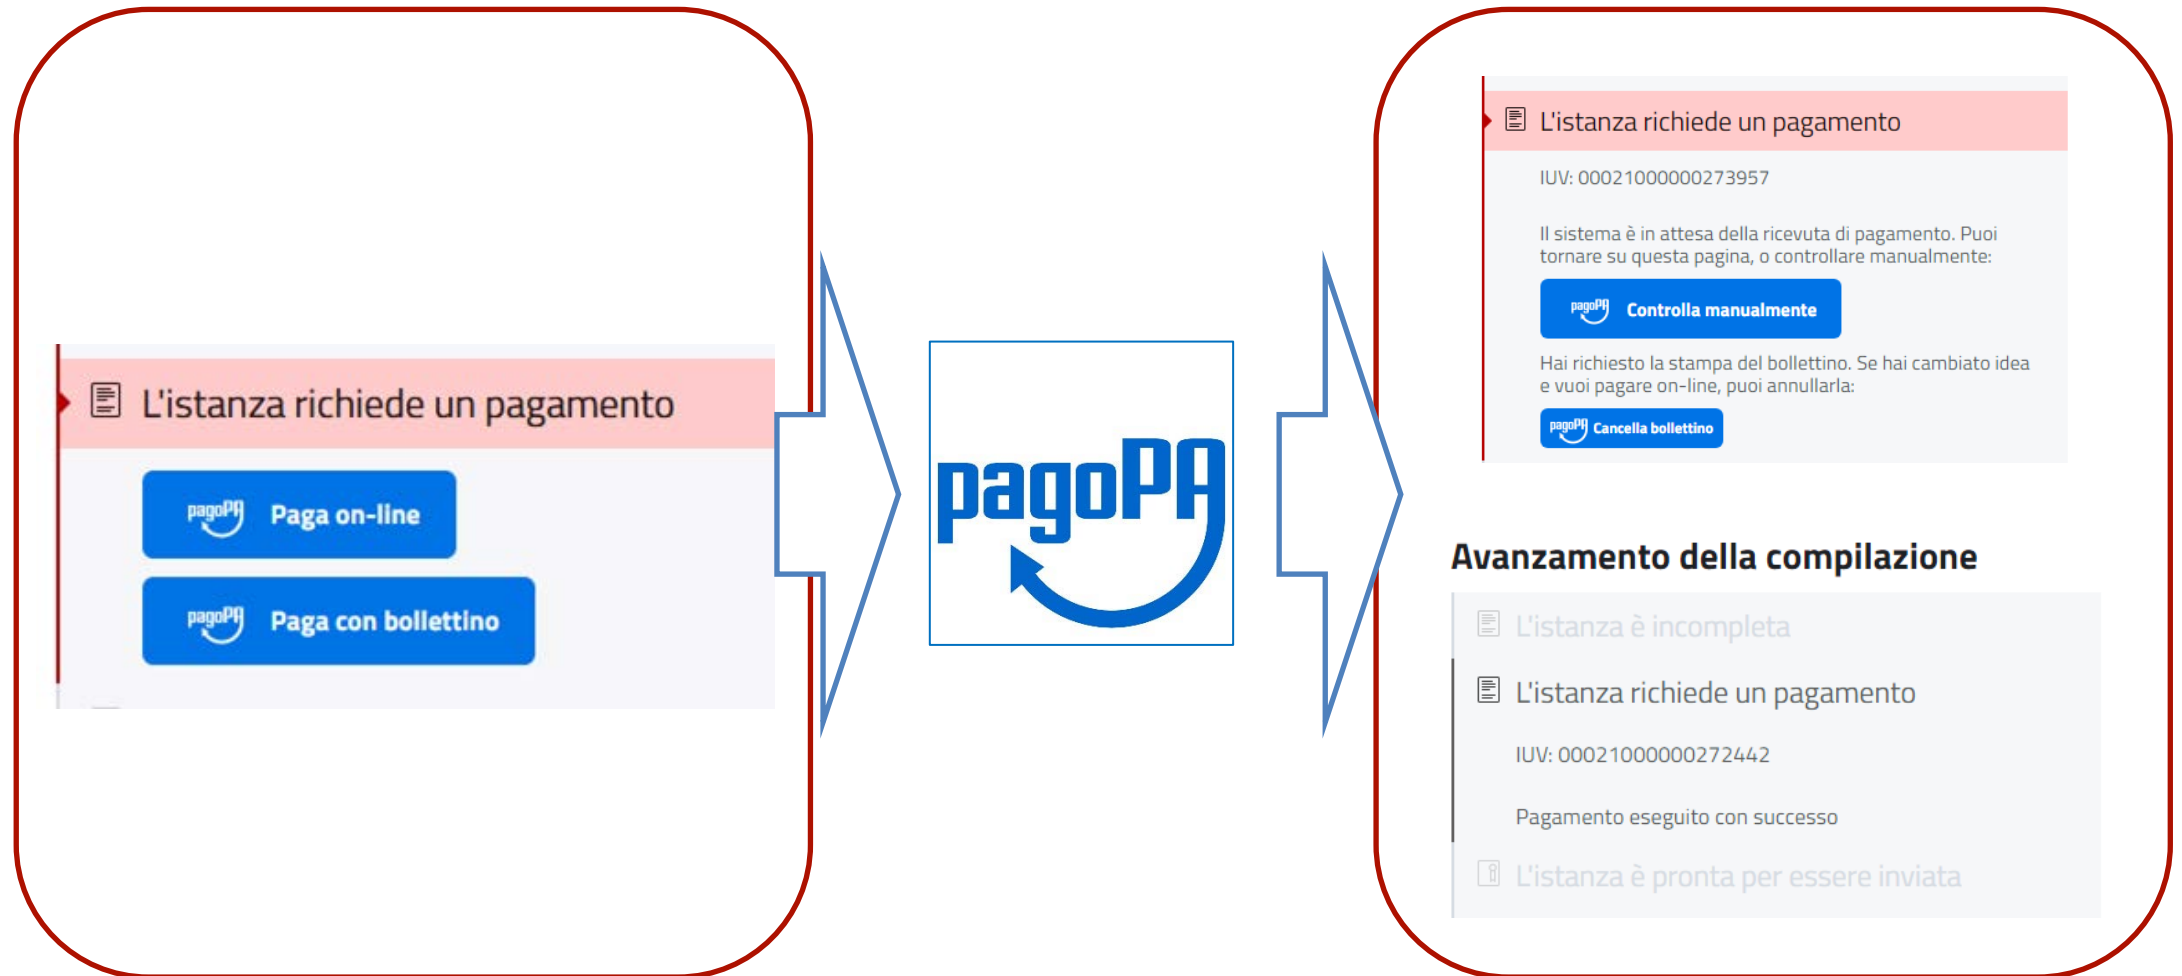 L'istanza richiede un pagamento
pagoPA Paga on-line
pagoPA Paga con bollettino
pagoPA
L'istanza richiede un pagamento
IUV: 00021000000273957
Il sistema è in attesa della ricevuta di pagamento. Puoi
tornare su questa pagina, o controllare manualmente:
pagoPA Controlla manualmente
Hai richiesto la stampa del bollettino. Se hai cambiato idea
e vuoi pagare on-line, puoi annullarla:
pagoPA Cancella bollettino
Avanzamento della compilazione
L'istanza è incompleta
L'istanza richiede un pagamento
IUV: 00021000000272442
Pagamento eseguito con successo
L'istanza è pronta per essere inviata